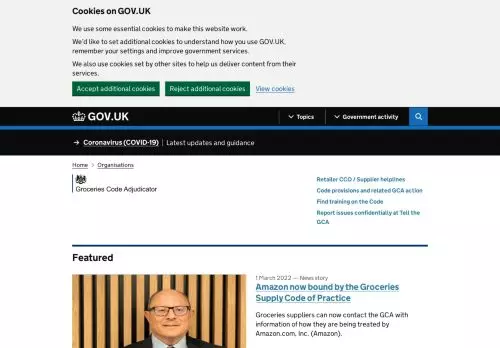 Cookies on GOV.UK
We use some essential cookies to make this website work.
We'd like to set additional cookies to understand how you use GOV.UK,
remember your settings and improve government services.
We also use cookies set by other sites to help us deliver content from their
services.
Accept additional cookies Reject additional cookies View cookies
GOV.UK Topics Government activity
→ Coronavirus (COVID-19) Latest updates and guidance
Home > Organisations
Groceries Code Adjudicator
Retailer CCO / Supplier helplines
Code provisions and related GCA action
Find training on the Code
Report issues confidentially at Tell the
GCA
Featured
1 March 2022 — News story
Amazon now bound by the Groceries
Supply Code of Practice
Groceries suppliers can now contact the GCA with
information of how they are being treated by
Amazon.com, Inc. (Amazon).